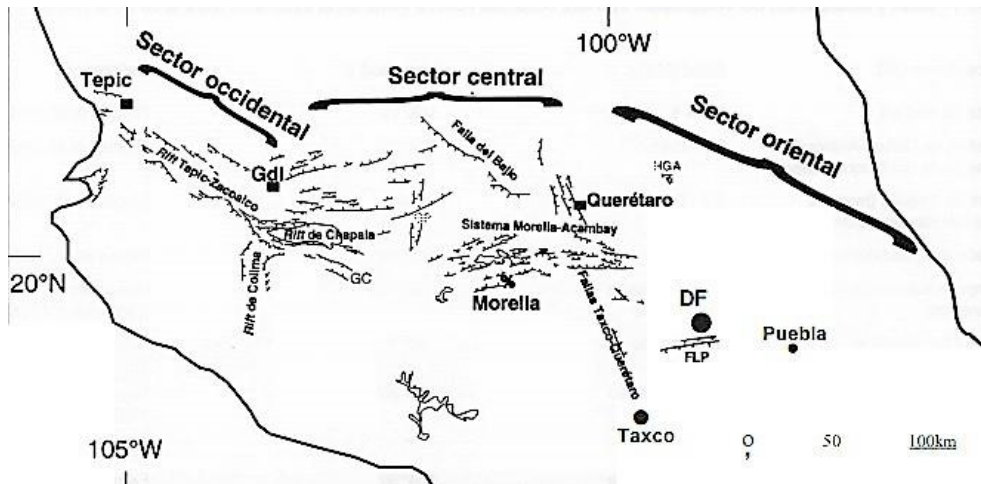 100°W
Sector occidental
Sector central
Sector oriental
Tepic
Falla del Bajio
HGA
Rift Tepic-Zacoalco
Gdl
Querétaro
Sistema Morelia-Acambay
Rift de Chapala
20°N
Rift de Colima
GC
Morelia
Fallas Taxco-Querétaro
DF
Puebla
FLP
Taxco
105°W
0 50 100km